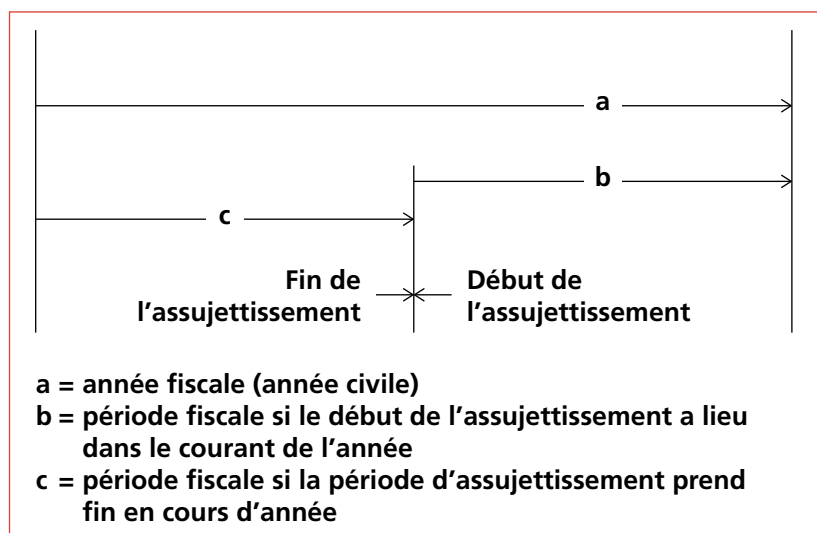 a
b
c
Fin de
l’assujettissement
Début de
l’assujettissement
a = année fiscale (année civile)
b = période fiscale si le début de l’assujettissement a lieu
dans le courant de l’année
c = période fiscale si la période d’assujettissement prend
fin en cours d’année